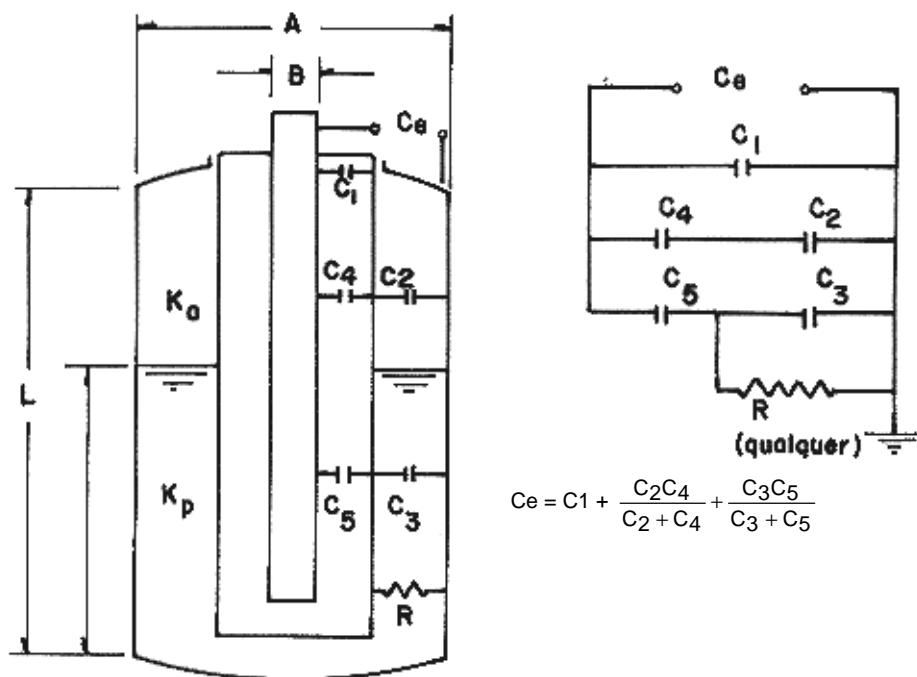 A
B
Ce
C1
C4 C2
Ka
L
Kp
C5 C3
R
Ce
C1
C4 C2
C5 C3
R
(qualquer)
Ce = C1 + C2C4 / C2 + C4 + C3C5 / C3 + C5